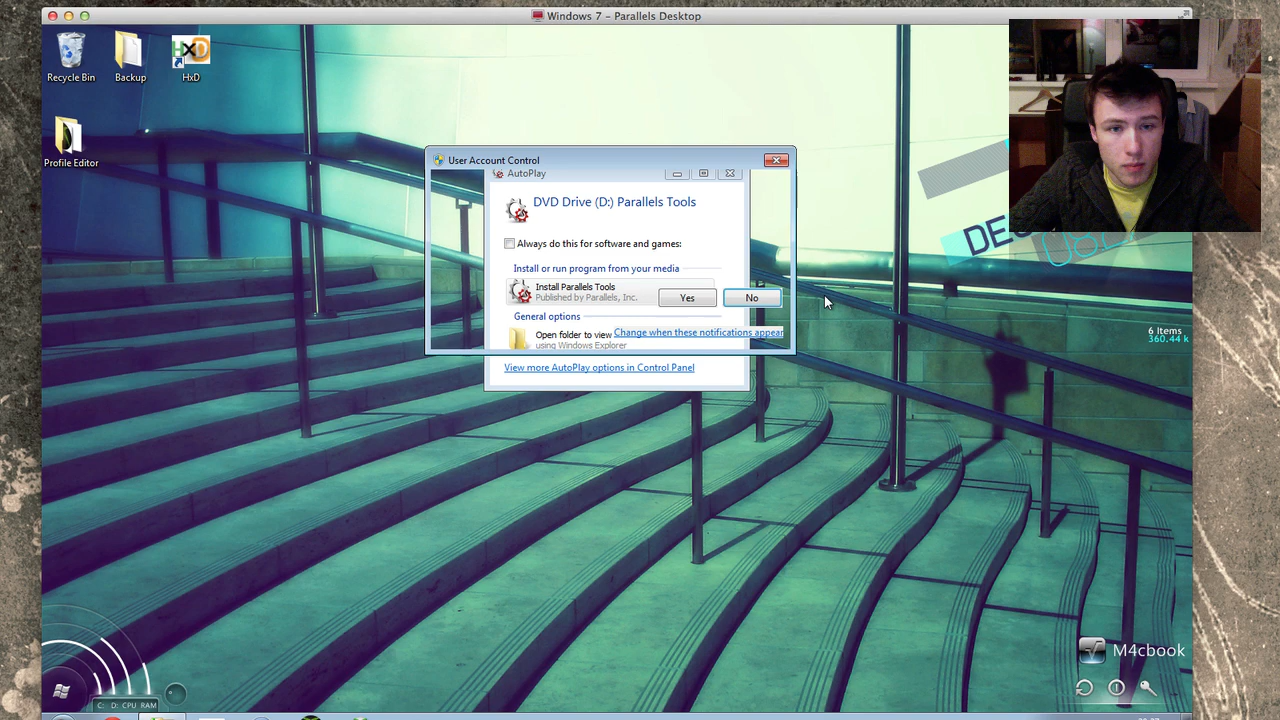 Windows 7 - Parallels Desktop
Recycle Bin
Backup
HxD
HxD
Profile Editor
User Account Control
AutoPlay
DVD Drive (D:) Parallels Tools
Always do this for software and games:
Install or run program from your media
Install Parallels Tools
Published by Parallels, Inc.
Yes
No
General options
Open folder to view
using Windows Explorer
Change when these notifications appear
View more AutoPlay options in Control Panel
6 Items
360.44 k
M4cbook
C: D: CPU RAM